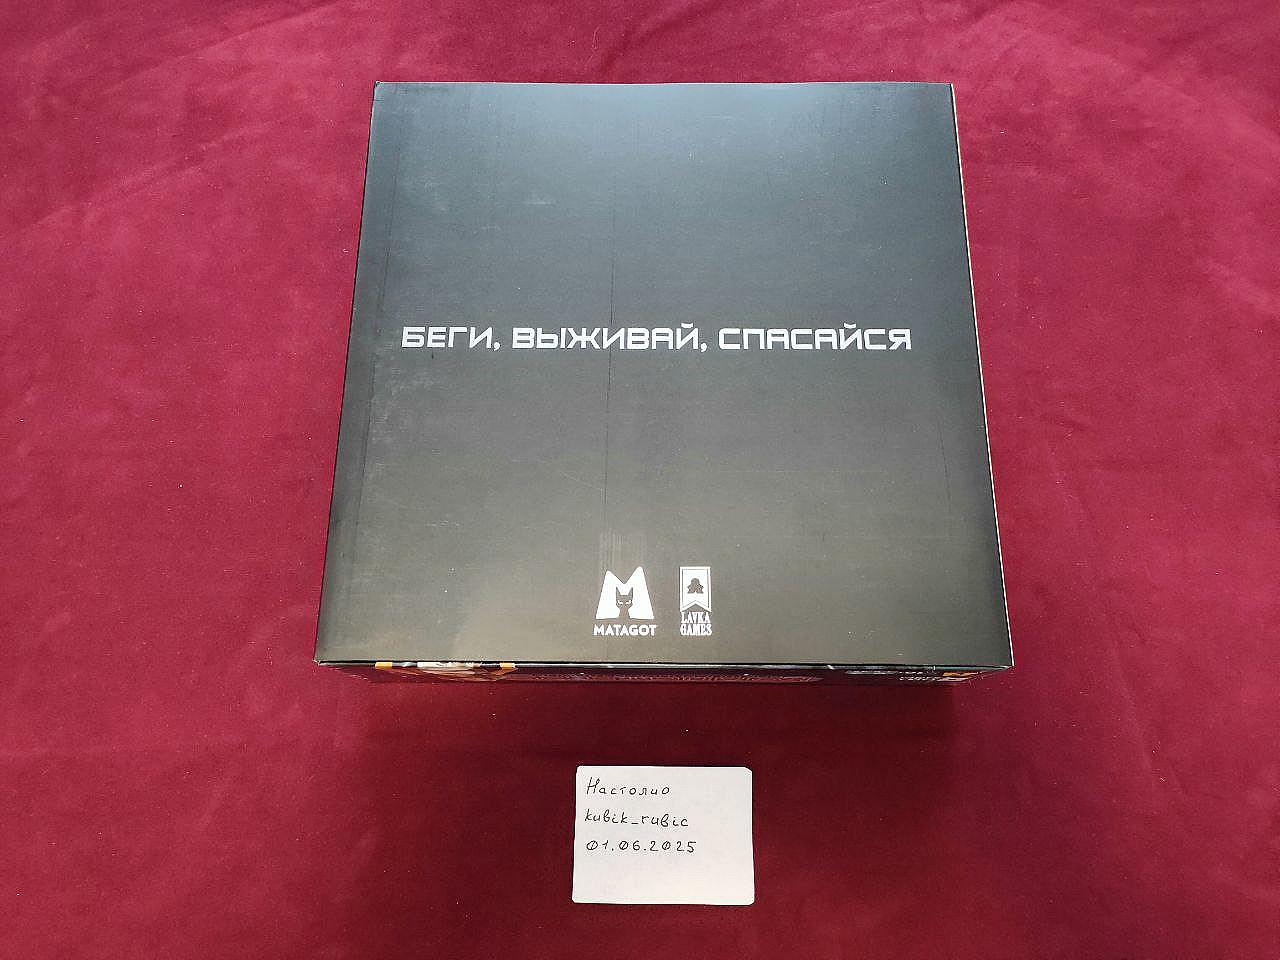 БЕГИ, ВЫЖИВАЙ, СПАСАЙСЯ
MATAGOT
LAVKA
GAMES
Настолио
kubik_rubic
01.06.2025